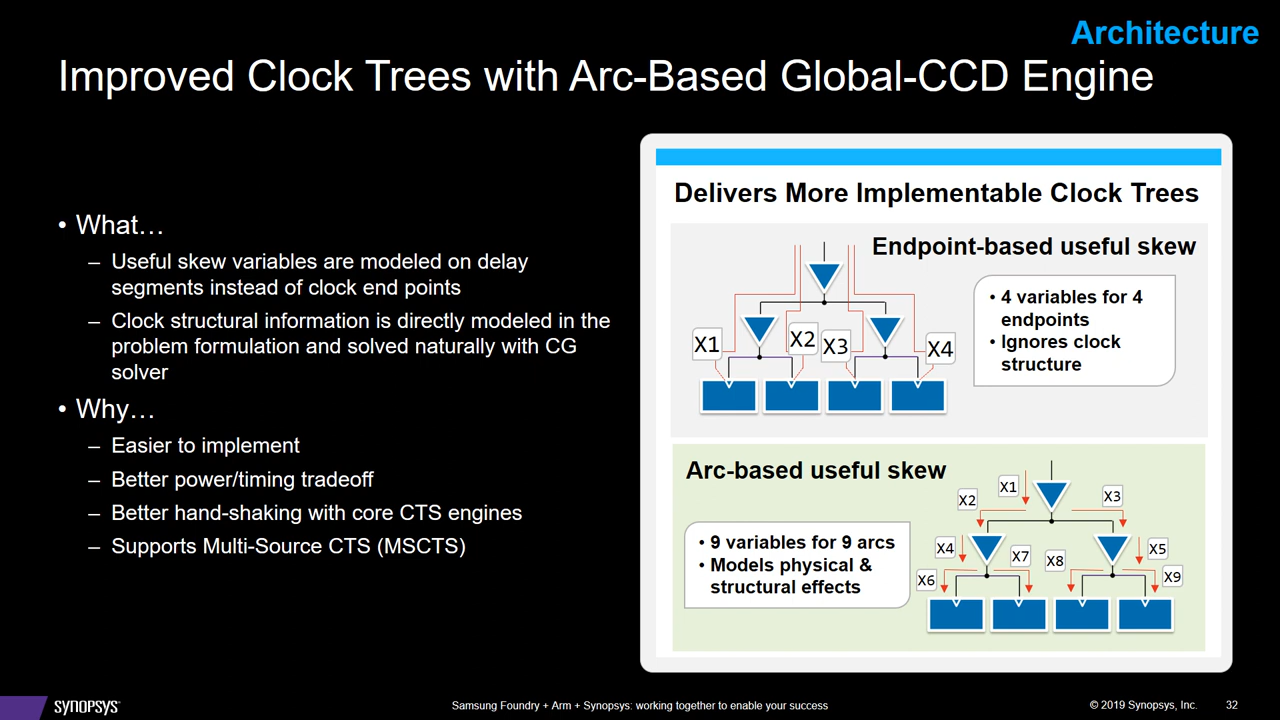 Architecture
Improved Clock Trees with Arc-Based Global-CCD Engine
• What…
– Useful skew variables are modeled on delay
segments instead of clock end points
– Clock structural information is directly modeled in the
problem formulation and solved naturally with CG
solver
• Why…
– Easier to implement
– Better power/timing tradeoff
– Better hand-shaking with core CTS engines
– Supports Multi-Source CTS (MSCTS)
Delivers More Implementable Clock Trees
Endpoint-based useful skew
• 4 variables for 4
endpoints
• Ignores clock
structure
X1
X2
X3
X4
Arc-based useful skew
• 9 variables for 9 arcs
• Models physical &
structural effects
X1
X2
X3
X4
X7
X8
X5
X6
X9
SYNOPSYS
Samsung Foundry + Arm + Synopsys: working together to enable your success
© 2019 Synopsys, Inc.
32